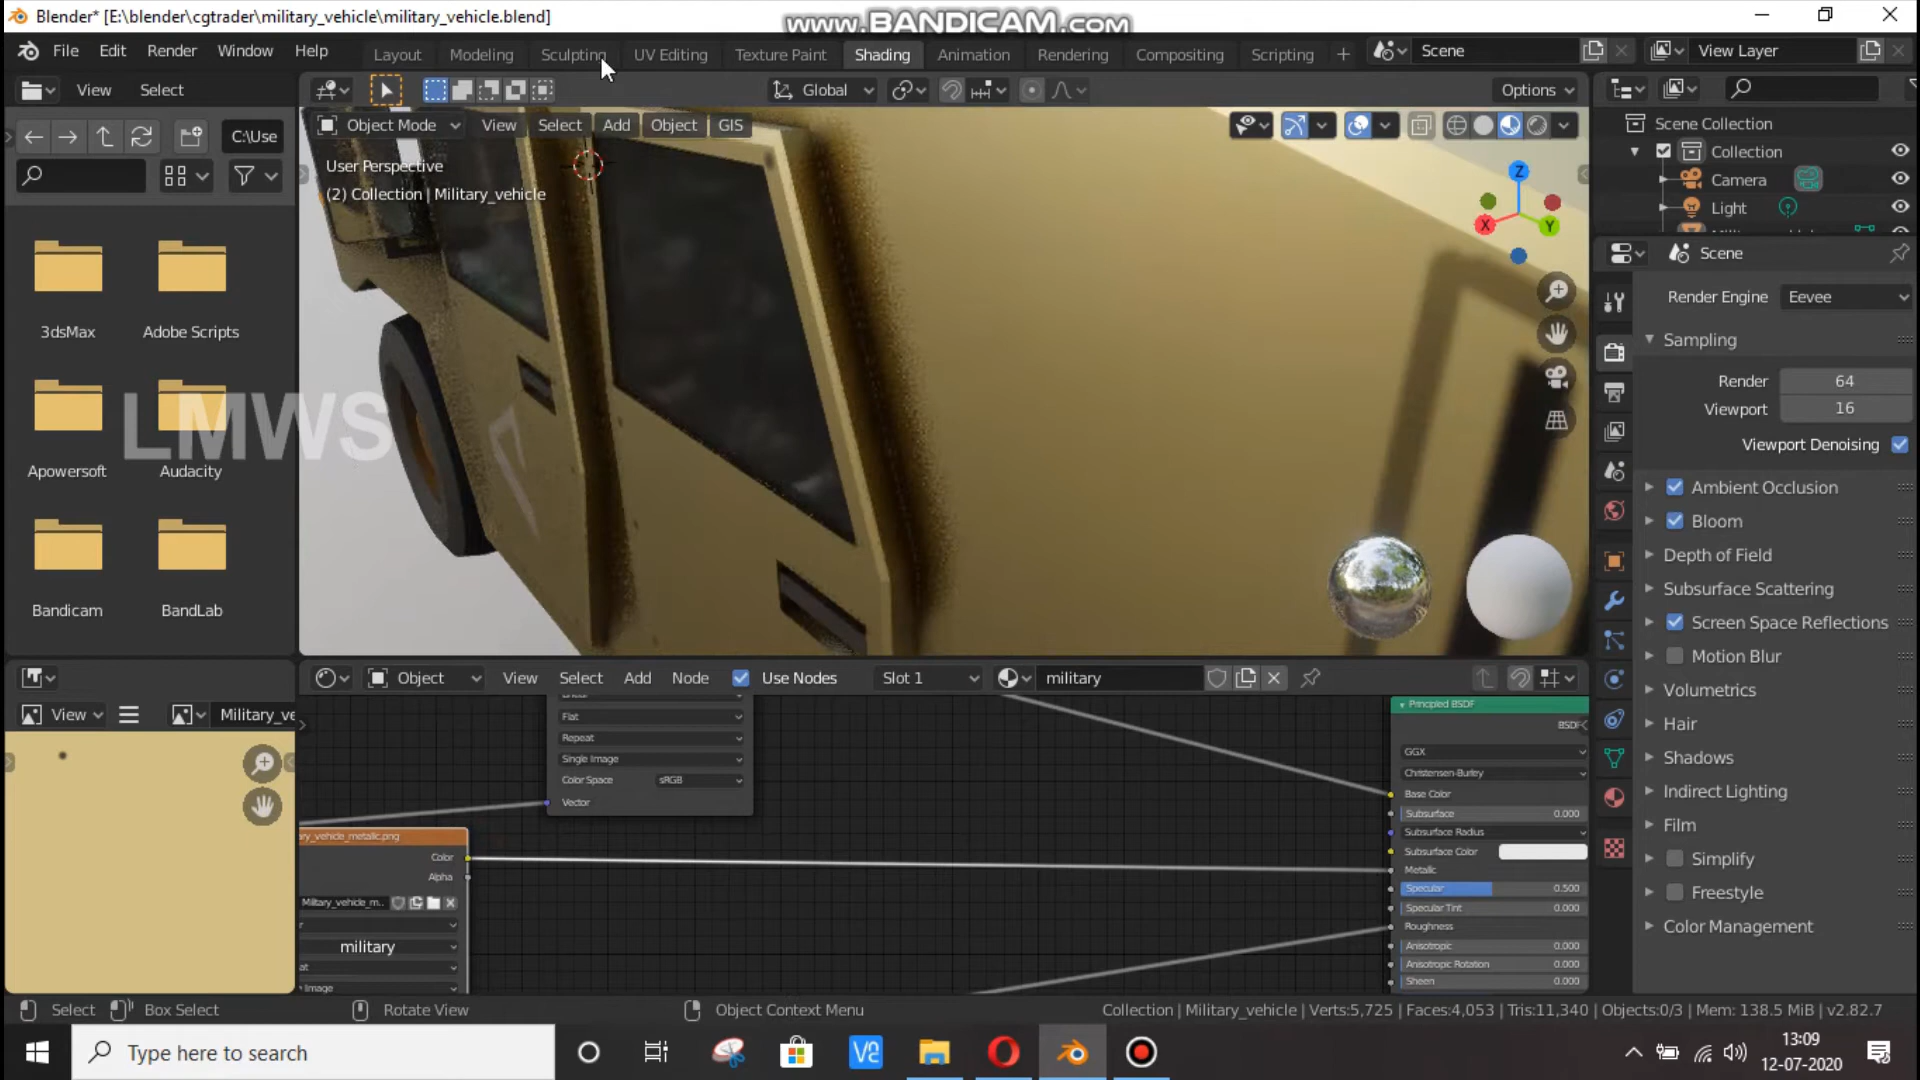 Blender* [E:\blender\cgtrader\military_vehicle\military_vehicle.blend]
www.BANDICAM.com
File Edit Render Window Help
Layout Modeling Sculpting UV Editing Texture Paint Shading Animation Rendering Compositing Scripting +
Scene
View Layer
View Select
Global
Options
C:\Use
Object Mode View Select Add Object GIS
User Perspective
(2) Collection | Military_vehicle
3dsMax
Adobe Scripts
Apowersoft
Audacity
Bandicam
BandLab
LMWS
Z
X
Y
Scene Collection
Collection
Camera
Light
Scene
Render Engine Eevee
Sampling
Render 64
Viewport 16
Viewport Denoising
Ambient Occlusion
Bloom
Depth of Field
Subsurface Scattering
Screen Space Reflections
Motion Blur
Volumetrics
Hair
Shadows
Indirect Lighting
Film
Simplify
Freestyle
Color Management
Object View Select Add Node Use Nodes Slot 1 military
View
Military_ve
Flat
Repeat
Single Image
Color Space sRGB
Vector
ry_vehicle_metallic.png
Color
Alpha
Military_vehicle_m..
military
at
Image
Principled BSDF
BSDF
GGX
Christensen-Burley
Base Color
Subsurface 0.000
Subsurface Radius
Subsurface Color
Metallic
Specular 0.500
Specular Tint 0.000
Roughness
Anisotropic 0.000
Anisotropic Rotation 0.000
Sheen 0.000
Select Box Select Rotate View Object Context Menu
Collection | Military_vehicle | Verts:5,725 | Faces:4,053 | Tris:11,340 | Objects:0/3 | Mem: 138.5 MiB | v2.82.7
Type here to search
13:09
12-07-2020